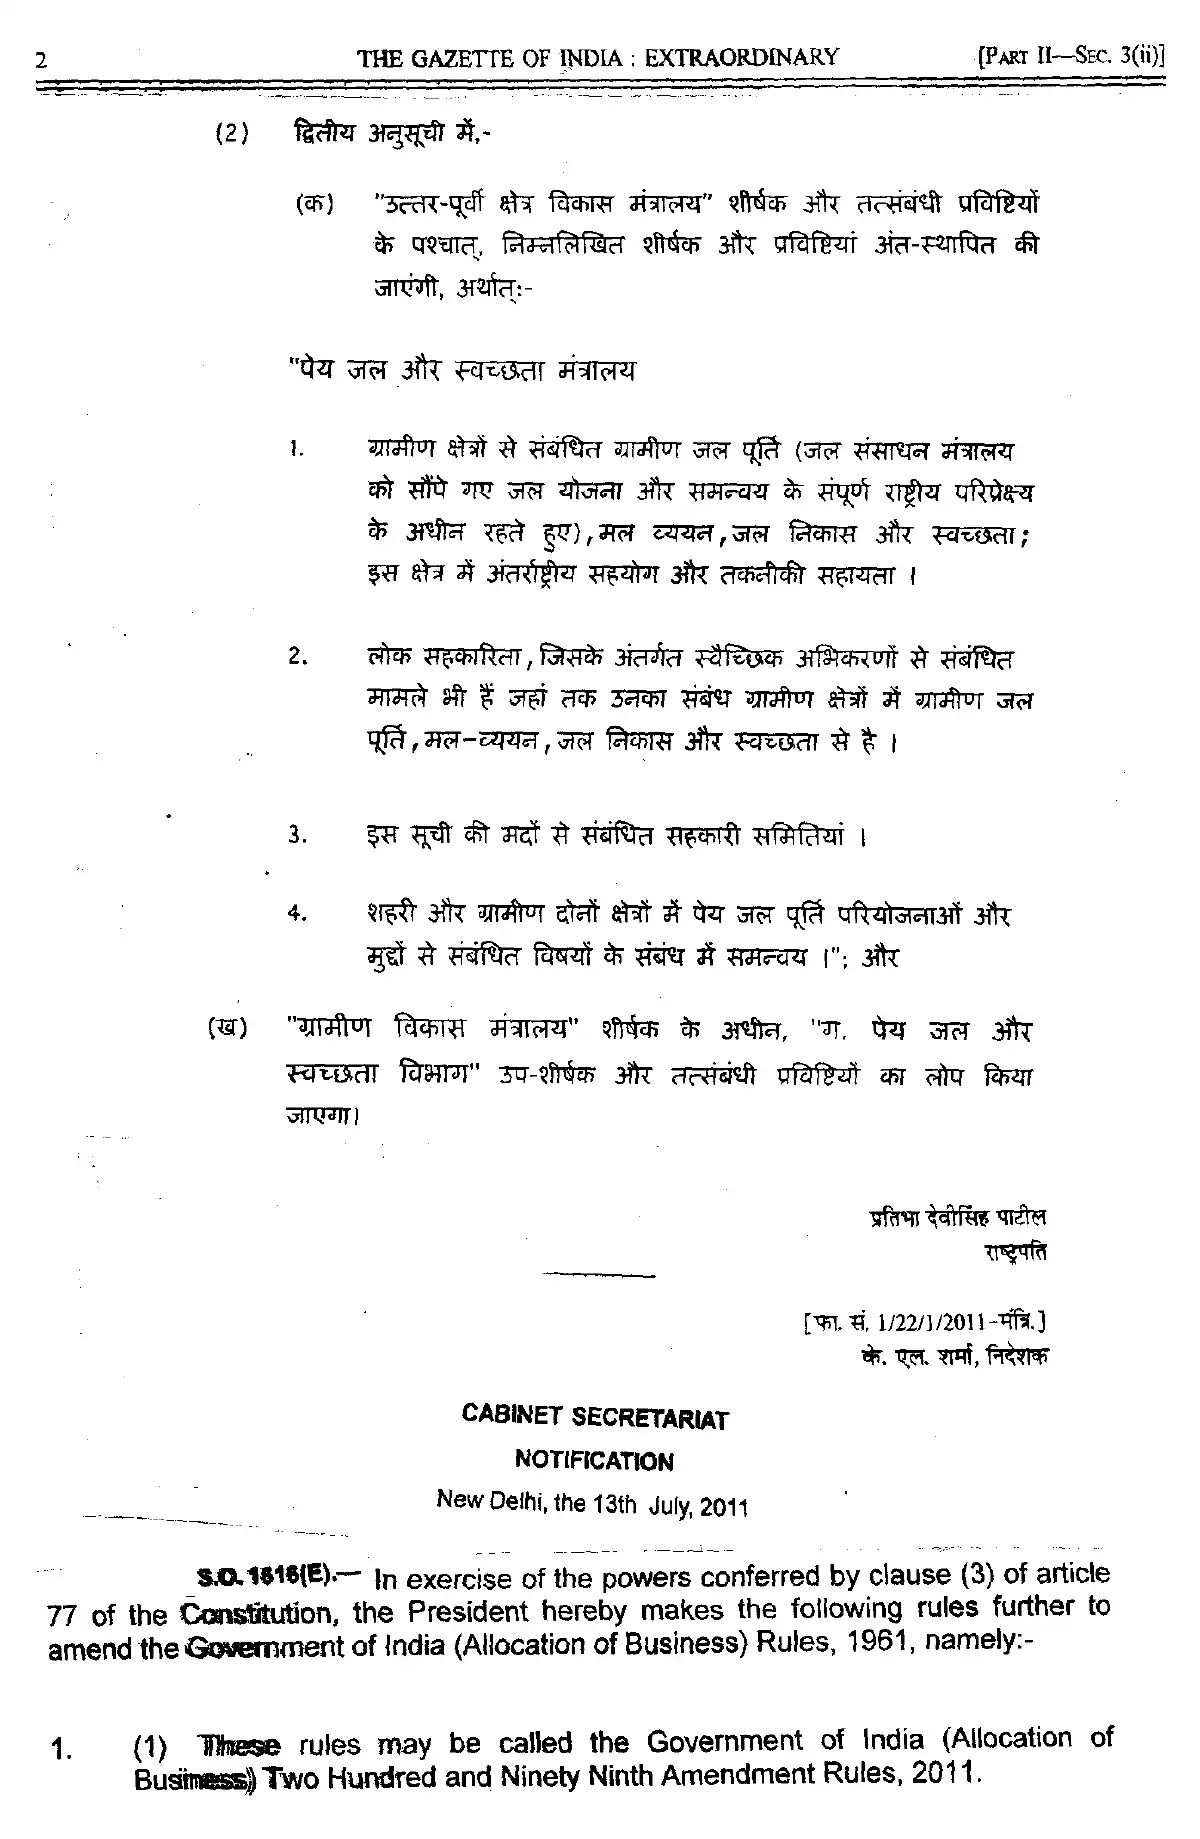 2 THE GAZETTE OF INDIA : EXTRAORDINARY [PART II—SEC. 3(ii)]
(2) द्वितीय अनुसूची में,-
(क) "उत्तर-पूर्वी क्षेत्र विकास मंत्रालय" शीर्षक और तत्संबंधी प्रविष्टियों
के पश्चात्, निम्नलिखित शीर्षक और प्रविष्टियां अंत-स्थापित की
जाएंगी, अर्थात्:-
"पेय जल और स्वच्छता मंत्रालय
1. ग्रामीण क्षेत्रों से संबंधित ग्रामीण जल पूर्ति (जल संसाधन मंत्रालय
को सौंपे गए जल योजना और समन्वय के संपूर्ण राष्ट्रीय परिप्रेक्ष्य
के अधीन रहते हुए),मल व्ययन,जल निकास और स्वच्छता;
इस क्षेत्र में अंतर्राष्ट्रीय सहयोग और तकनीकी सहायता ।
2. लोक सहकारिता,जिसके अंतर्गत स्वैच्छिक अभिकरणों से संबंधित
मामले भी हैं जहां तक उनका संबंध ग्रामीण क्षेत्रों में ग्रामीण जल
पूर्ति,मल-व्ययन,जल निकास और स्वच्छता से है ।
3. इस सूची की मदों से संबंधित सहकारी समितियां ।
4. शहरी और ग्रामीण दोनों क्षेत्रों में पेय जल पूर्ति परियोजनाओं और
मुद्दों से संबंधित विषयों के संबंध में समन्वय ।"; और
(ख) "ग्रामीण विकास मंत्रालय" शीर्षक के अधीन, "ग. पेय जल और
स्वच्छता विभाग" उप-शीर्षक और तत्संबंधी प्रविष्टियों का लोप किया
जाएगा।
प्रतिभा देवीसिंह पाटील
राष्ट्रपति
[फा. सं. 1/22/1/2011-मंत्रि.]
के. एल. शर्मा, निदेशक
CABINET SECRETARIAT
NOTIFICATION
New Delhi, the 13th July, 2011
S.O. 1616(E).— In exercise of the powers conferred by clause (3) of article
77 of the Constitution, the President hereby makes the following rules further to
amend the Government of India (Allocation of Business) Rules, 1961, namely:-
1. (1) These rules may be called the Government of India (Allocation of
Business) Two Hundred and Ninety Ninth Amendment Rules, 2011.